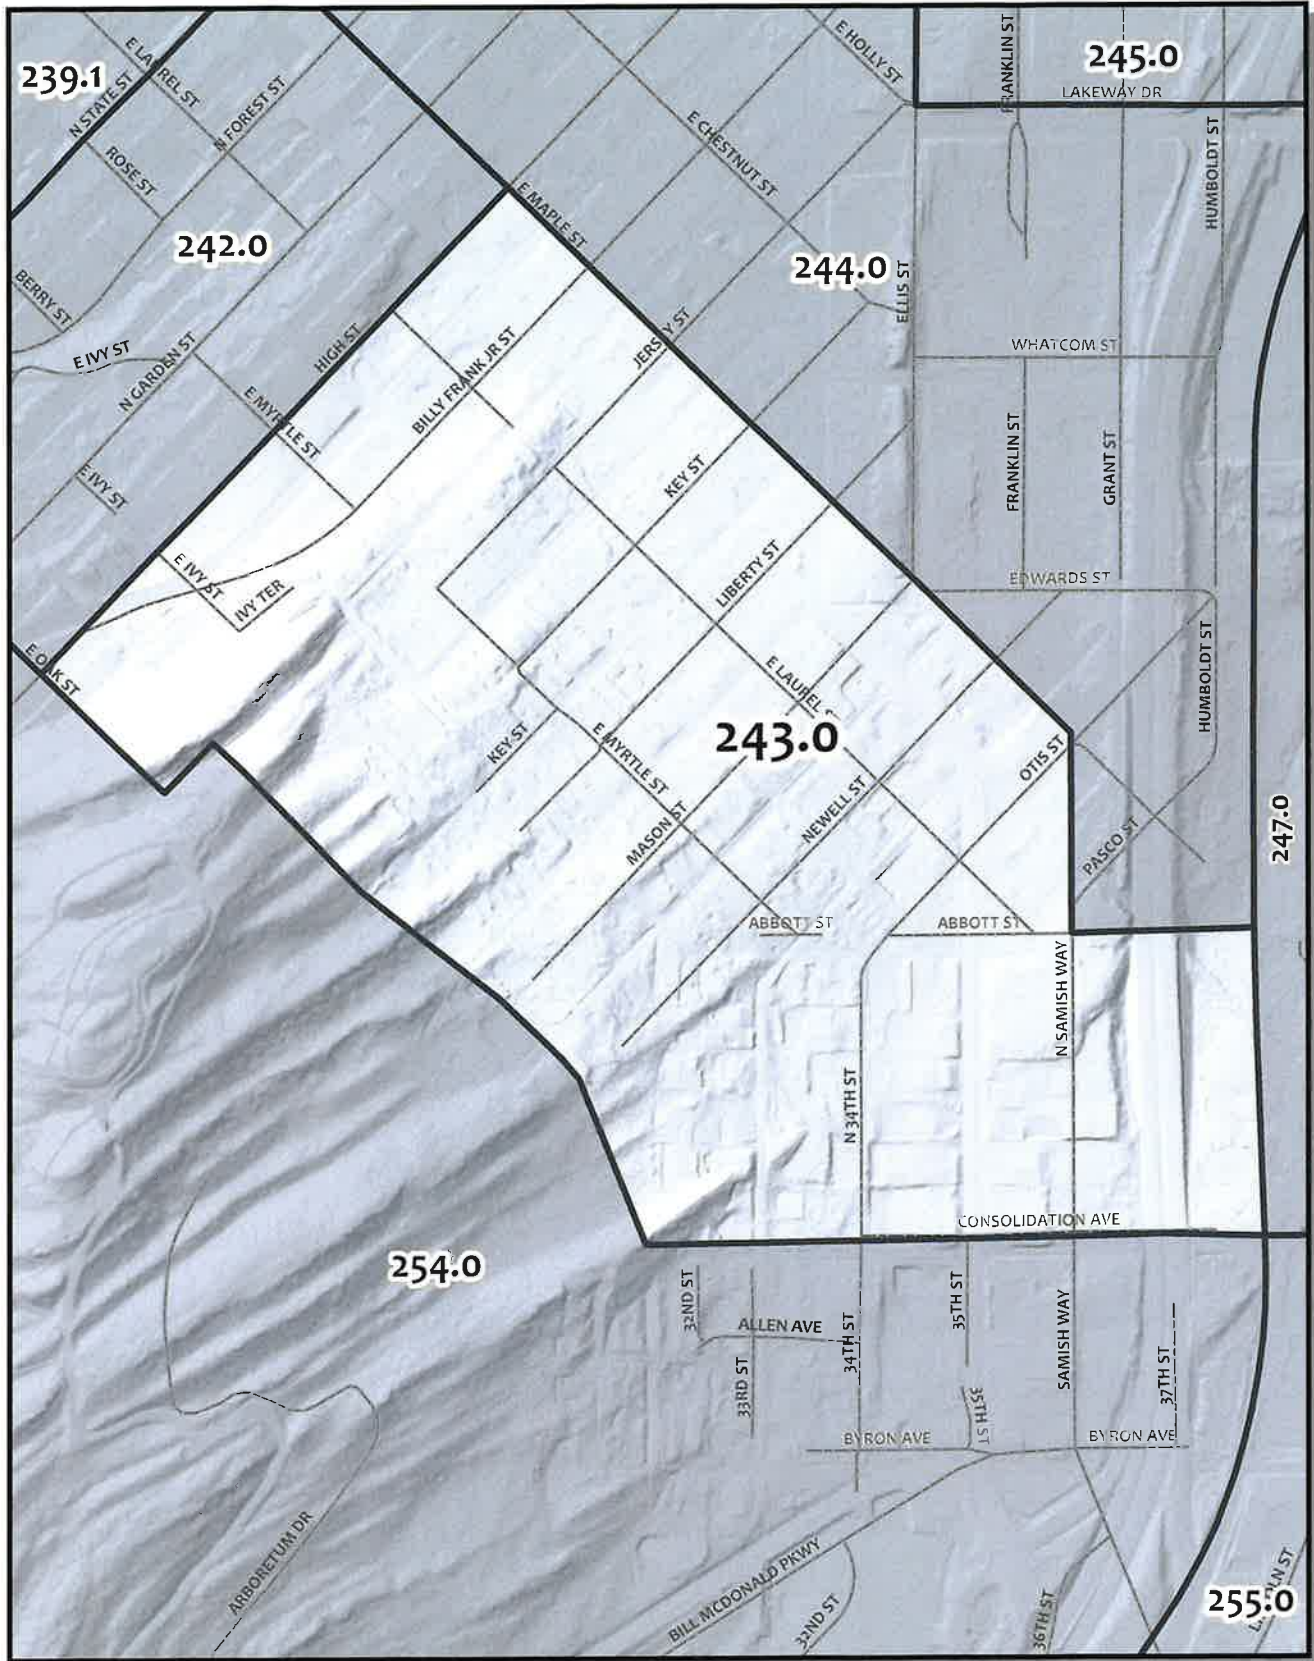 239.1
E LAUREL ST
N STATE ST
N FOREST ST
ROSE ST
242.0
BERRY ST
E IVY ST
N GARDEN ST
HIGH ST
E MYRTLE ST
E IVY ST
E HOLLY ST
FRANKLIN ST
245.0
LAKEWAY DR
HUMBOLDT ST
E CHESTNUT ST
E MAPLE ST
244.0
ELLIS ST
JERSEY ST
WHATCOM ST
BILLY FRANK JR ST
KEY ST
FRANKLIN ST
GRANT ST
LIBERTY ST
EDWARDS ST
E IVY ST
IVY TER
E OAK ST
E LAUREL S
HUMBOLDT ST
243.0
KEY ST
E MYRTLE ST
OTIS ST
MASON ST
NEWELL ST
PASCO ST
247.0
ABBOTT ST
ABBOTT ST
N SAMISH WAY
N 34TH ST
CONSOLIDATION AVE
254.0
32ND ST
ALLEN AVE
34TH ST
35TH ST
SAMISH WAY
33RD ST
37TH ST
35TH ST
BYRON AVE
BYRON AVE
ARBORETUM DR
BILL MCDONALD PKWY
32ND ST
36TH ST
255.0